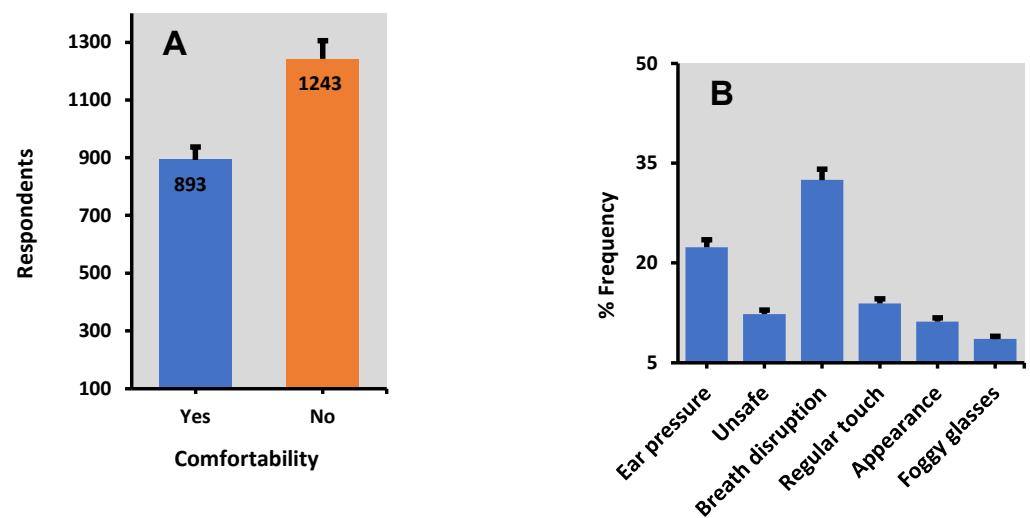 A
Respondents
1300
1100
900
700
500
300
100
893
1243
Yes
No
Comfortability
B
% Frequency
50
35
20
5
Ear pressure
Unsafe
Breath disruption
Regular touch
Appearance
Foggy glasses